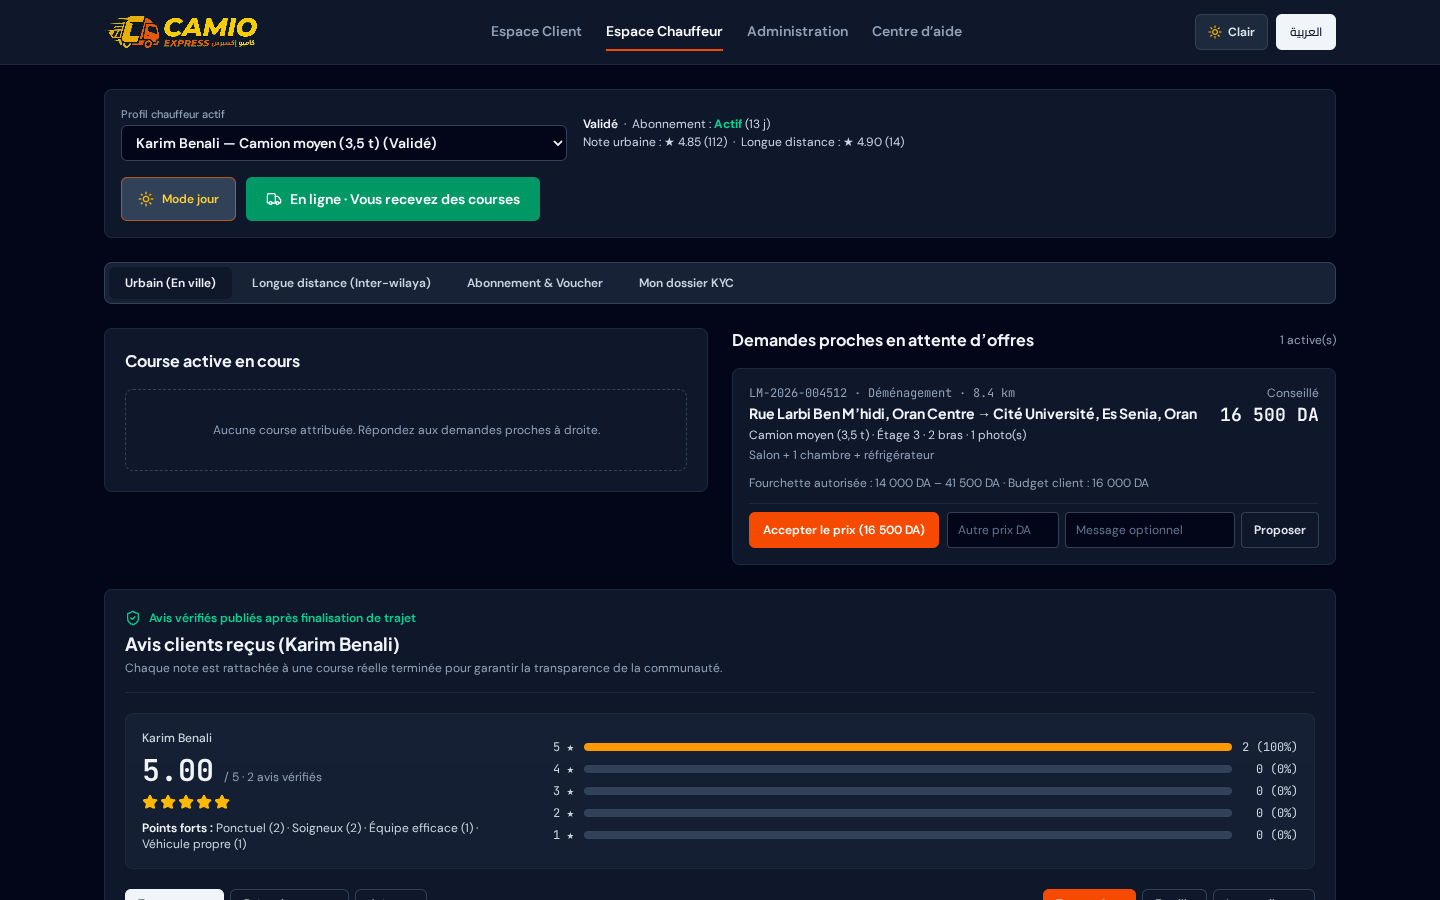 CAMIO
EXPRESS كاميو إكسبرس
Espace Client
Espace Chauffeur
Administration
Centre d’aide
Clair
العربية
Profil chauffeur actif
Karim Benali — Camion moyen (3,5 t) (Validé)
Validé · Abonnement : Actif (13 j)
Note urbaine : ★ 4.85 (112) · Longue distance : ★ 4.90 (14)
Mode jour
En ligne · Vous recevez des courses
Urbain (En ville)
Longue distance (Inter-wilaya)
Abonnement & Voucher
Mon dossier KYC
Course active en cours
Aucune course attribuée. Répondez aux demandes proches à droite.
Demandes proches en attente d’offres
1 active(s)
LM-2026-004512 · Déménagement · 8.4 km
Conseillé
Rue Larbi Ben M’hidi, Oran Centre → Cité Université, Es Senia, Oran
16 500 DA
Camion moyen (3,5 t) · Étage 3 · 2 bras · 1 photo(s)
Salon + 1 chambre + réfrigérateur
Fourchette autorisée : 14 000 DA – 41 500 DA · Budget client : 16 000 DA
Accepter le prix (16 500 DA)
Autre prix DA
Message optionnel
Proposer
Avis vérifiés publiés après finalisation de trajet
Avis clients reçus (Karim Benali)
Chaque note est rattachée à une course réelle terminée pour garantir la transparence de la communauté.
Karim Benali
5.00 / 5 · 2 avis vérifiés
Points forts : Ponctuel (2) · Soigneux (2) · Équipe efficace (1) ·
Véhicule propre (1)
5 ★ 2 (100%)
4 ★ 0 (0%)
3 ★ 0 (0%)
2 ★ 0 (0%)
1 ★ 0 (0%)